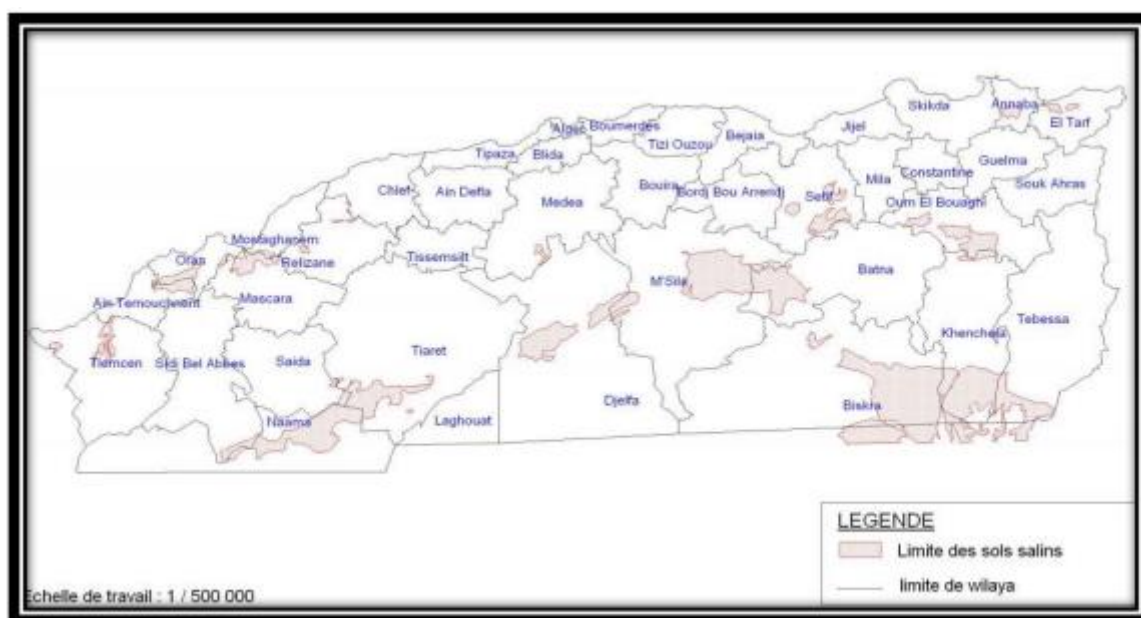 Skikda
Annaba
El Tarf
Jijel
Alger
Boumerdes
Tizi Ouzou
Bejaia
Tipaza
Blida
Guelma
Constantine
Mila
Souk Ahras
Chlef
Ain Defla
Medea
Bouira
Bordj Bou Arreridj
Setif
Oum El Bouaghi
Mostaghanem
Oran
Relizane
Tissemsilt
M'Sila
Batna
Ain-Temouchent
Mascara
Tebessa
Khenchela
Tlemcen
Sidi Bel Abbes
Saida
Tiaret
Djelfa
Biskra
Naama
Laghouat
LEGENDE
Limite des sols salins
limite de wilaya
Echelle de travail : 1 / 500 000